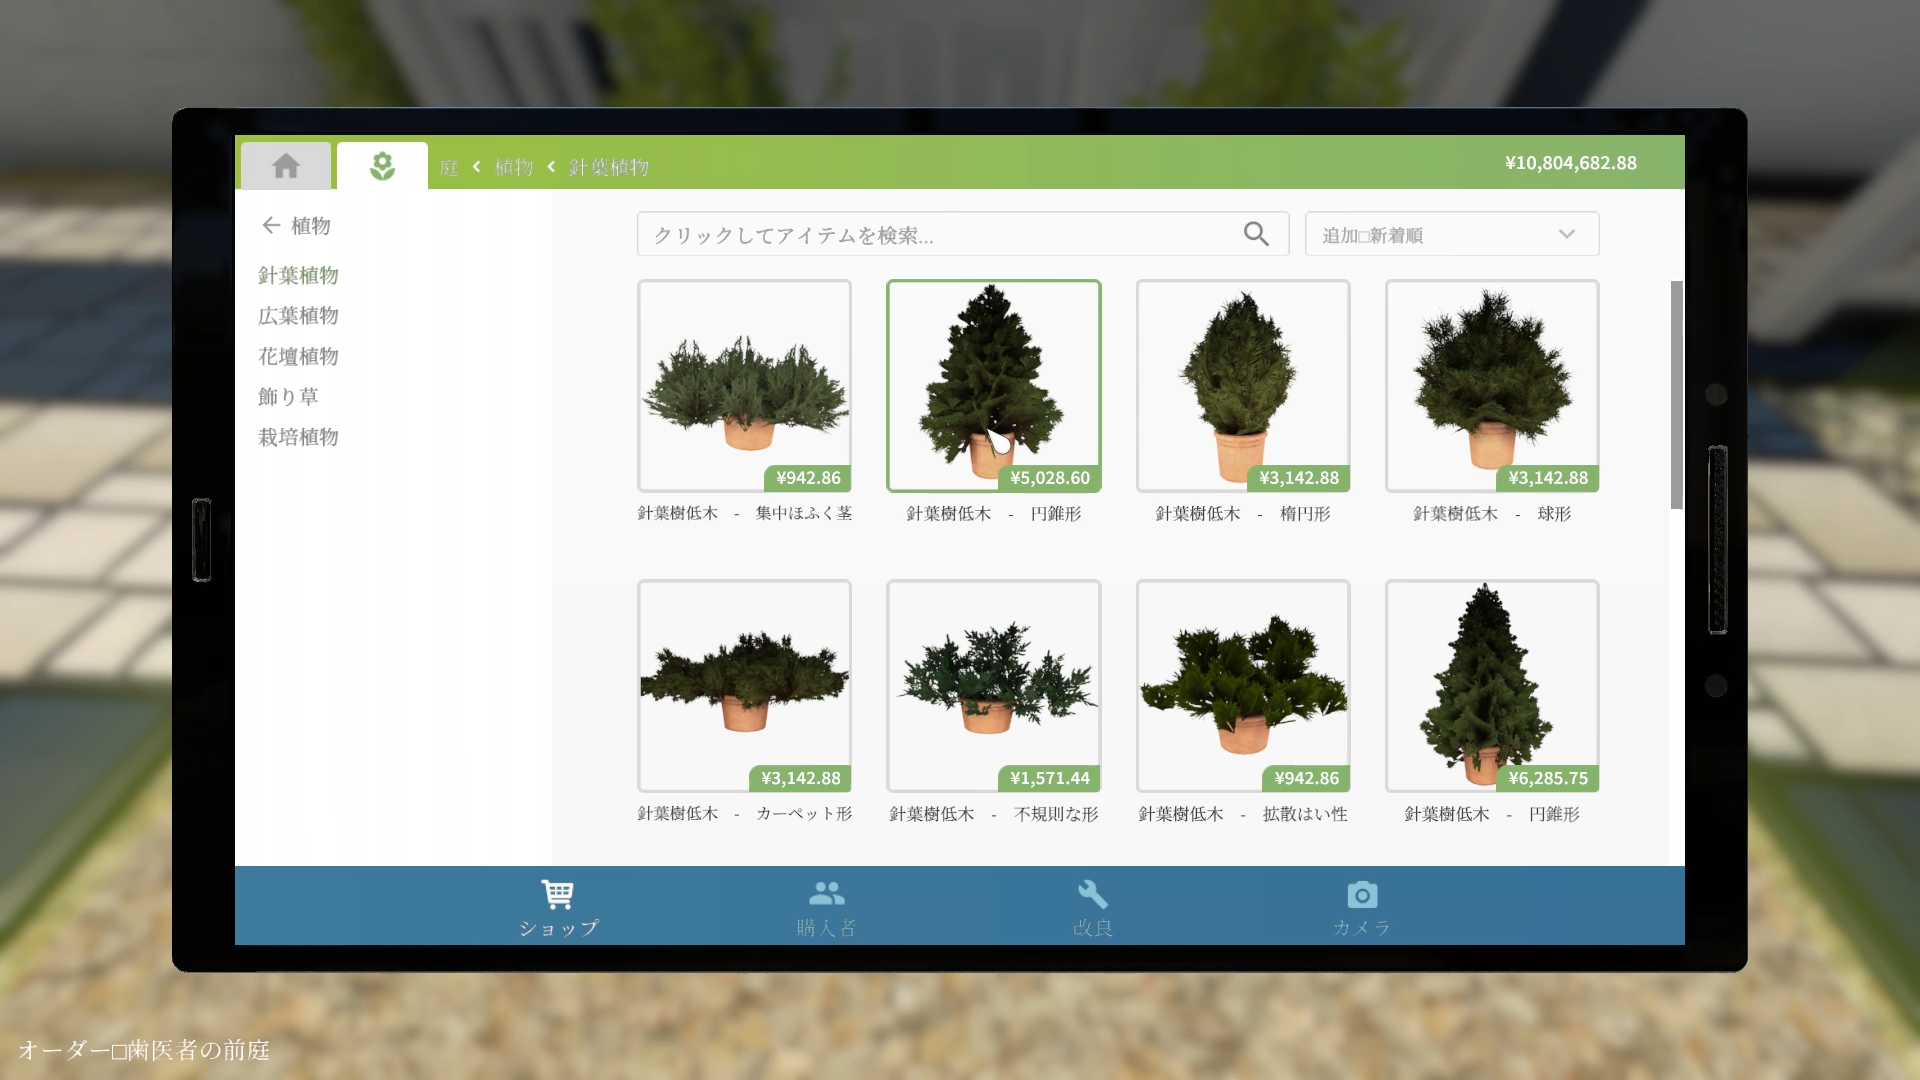 庭 < 植物 < 針葉植物
¥10,804,682.88
← 植物
針葉植物
広葉植物
花壇植物
飾り草
栽培植物
クリックしてアイテムを検索...
追加□新着順
¥942.86
¥5,028.60
¥3,142.88
¥3,142.88
針葉樹低木 - 集中ほふく茎
針葉樹低木 - 円錐形
針葉樹低木 - 楕円形
針葉樹低木 - 球形
¥3,142.88
¥1,571.44
¥942.86
¥6,285.75
針葉樹低木 - カーペット形
針葉樹低木 - 不規則な形
針葉樹低木 - 拡散はい性
針葉樹低木 - 円錐形
ショップ
購入者
改良
カメラ
オーダー□歯医者の前庭